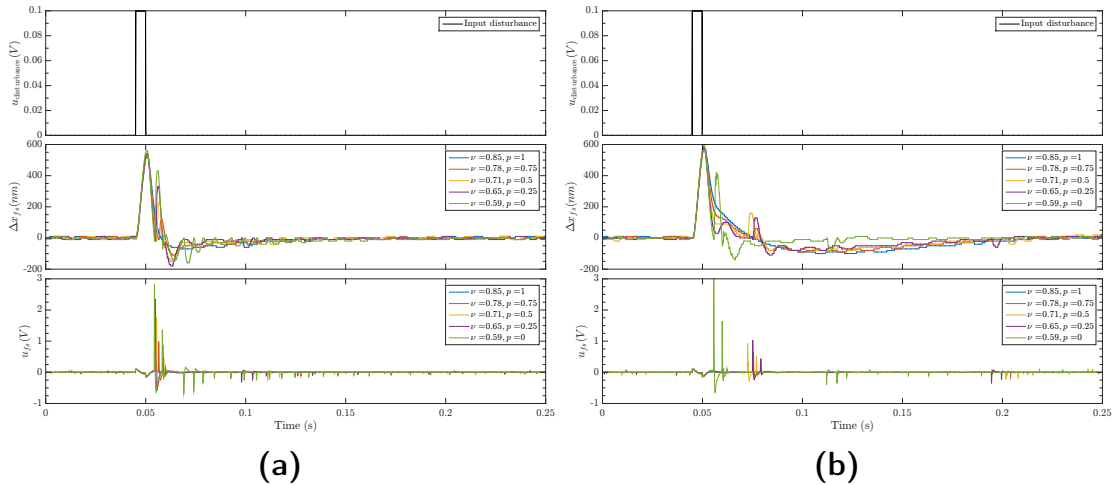 0.1
0.08
0.06
0.04
0.02
0
u_disturbance(V)
Input disturbance
600
400
200
0
-200
Δx_fs(nm)
ν =0.85, p =1
ν =0.78, p =0.75
ν =0.71, p =0.5
ν =0.65, p =0.25
ν =0.59, p =0
3
2
1
0
-1
u_fs(V)
ν =0.85, p =1
ν =0.78, p =0.75
ν =0.71, p =0.5
ν =0.65, p =0.25
ν =0.59, p =0
0 0.05 0.1 0.15 0.2 0.25
Time (s)
(a)
0.1
0.08
0.06
0.04
0.02
0
u_disturbance(V)
Input disturbance
600
400
200
0
-200
Δx_fs(nm)
ν =0.85, p =1
ν =0.78, p =0.75
ν =0.71, p =0.5
ν =0.65, p =0.25
ν =0.59, p =0
3
2
1
0
-1
u_fs(V)
ν =0.85, p =1
ν =0.78, p =0.75
ν =0.71, p =0.5
ν =0.65, p =0.25
ν =0.59, p =0
0 0.05 0.1 0.15 0.2 0.25
Time (s)
(b)